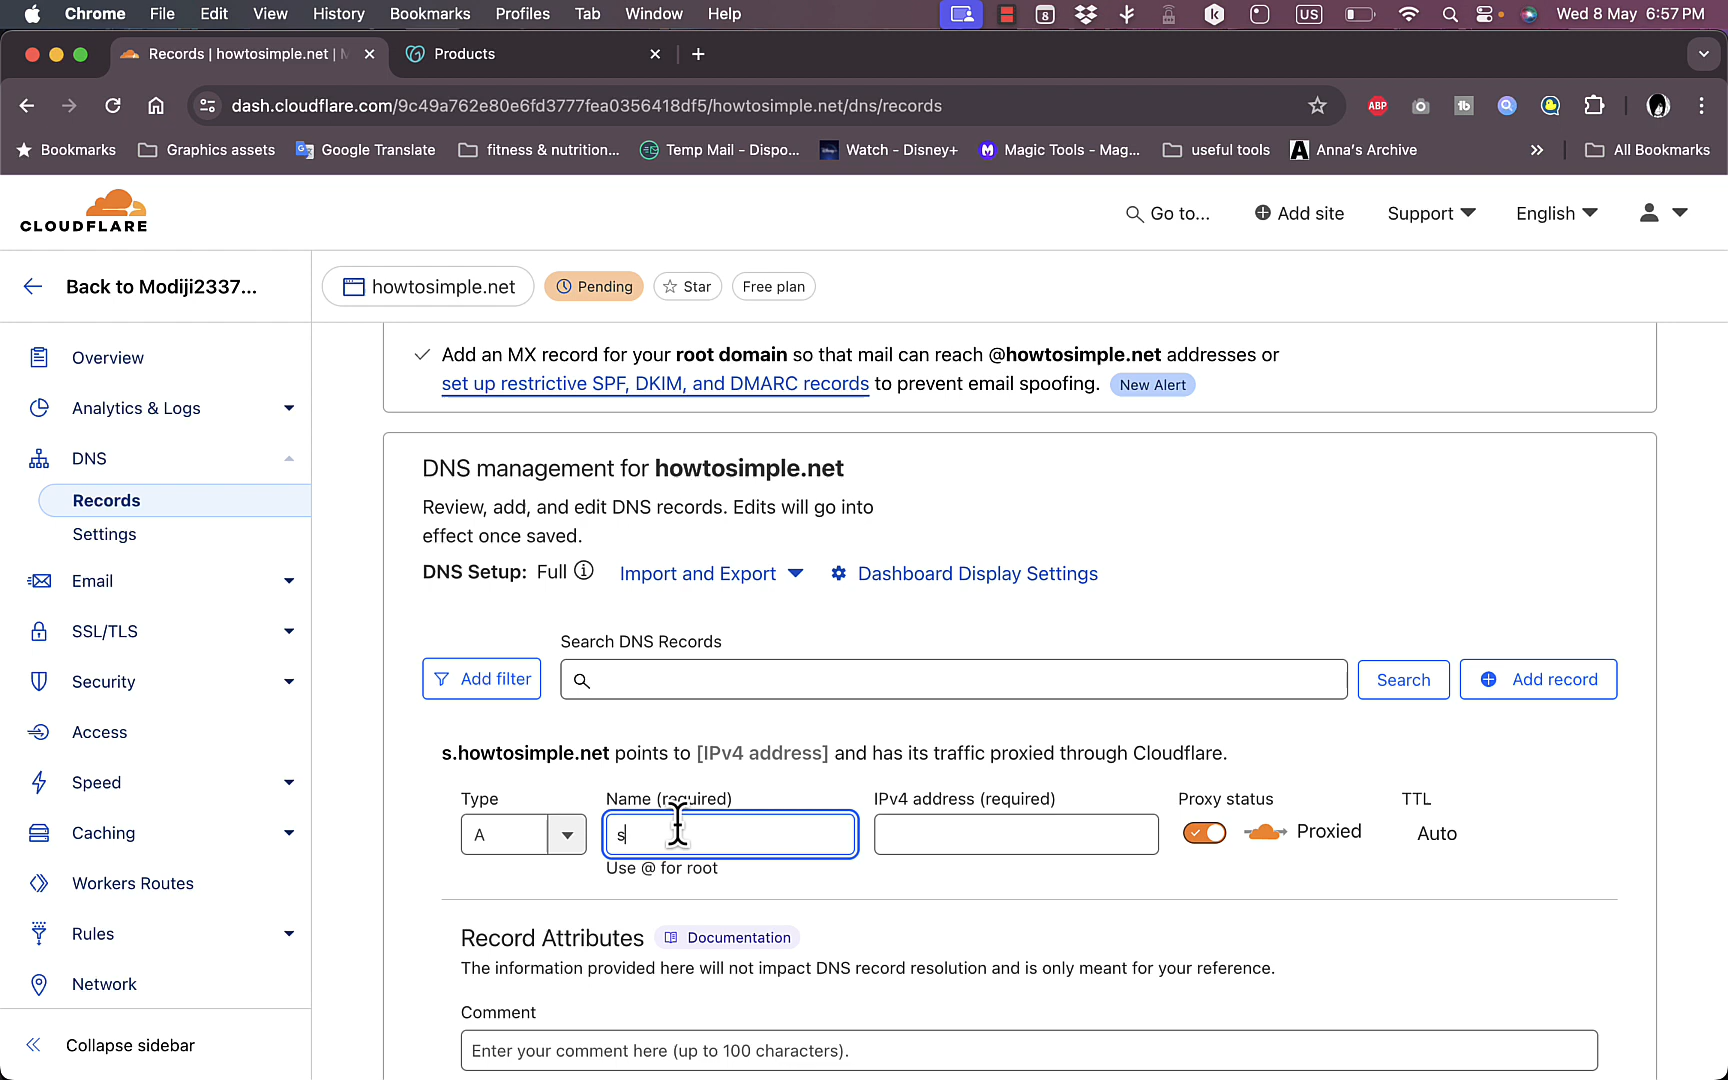 Chrome File Edit View History Bookmarks Profiles Tab Window Help 8 US Wed 8 May 6:57 PM
Records | howtosimple.net | Products
dash.cloudflare.com/9c49a762e80e6fd3777fea0356418df5/howtosimple.net/dns/records ABP tb
Bookmarks Graphics assets Google Translate fitness & nutrition... Temp Mail - Dispo... Watch - Disney+ Magic Tools - Mag... useful tools Anna's Archive All Bookmarks
CLOUDFLARE
Go to... Add site Support English
Back to Modiji2337...
howtosimple.net Pending Star Free plan
Overview
Analytics & Logs
DNS
Records
Settings
Email
SSL/TLS
Security
Access
Speed
Caching
Workers Routes
Rules
Network
Collapse sidebar
Add an MX record for your root domain so that mail can reach @howtosimple.net addresses or
set up restrictive SPF, DKIM, and DMARC records to prevent email spoofing. New Alert
DNS management for howtosimple.net
Review, add, and edit DNS records. Edits will go into
effect once saved.
DNS Setup: Full Import and Export Dashboard Display Settings
Search DNS Records
Add filter Search Add record
s.howtosimple.net points to [IPv4 address] and has its traffic proxied through Cloudflare.
Type Name (required) IPv4 address (required) Proxy status TTL
A s Proxied Auto
Use @ for root
Record Attributes Documentation
The information provided here will not impact DNS record resolution and is only meant for your reference.
Comment
Enter your comment here (up to 100 characters).